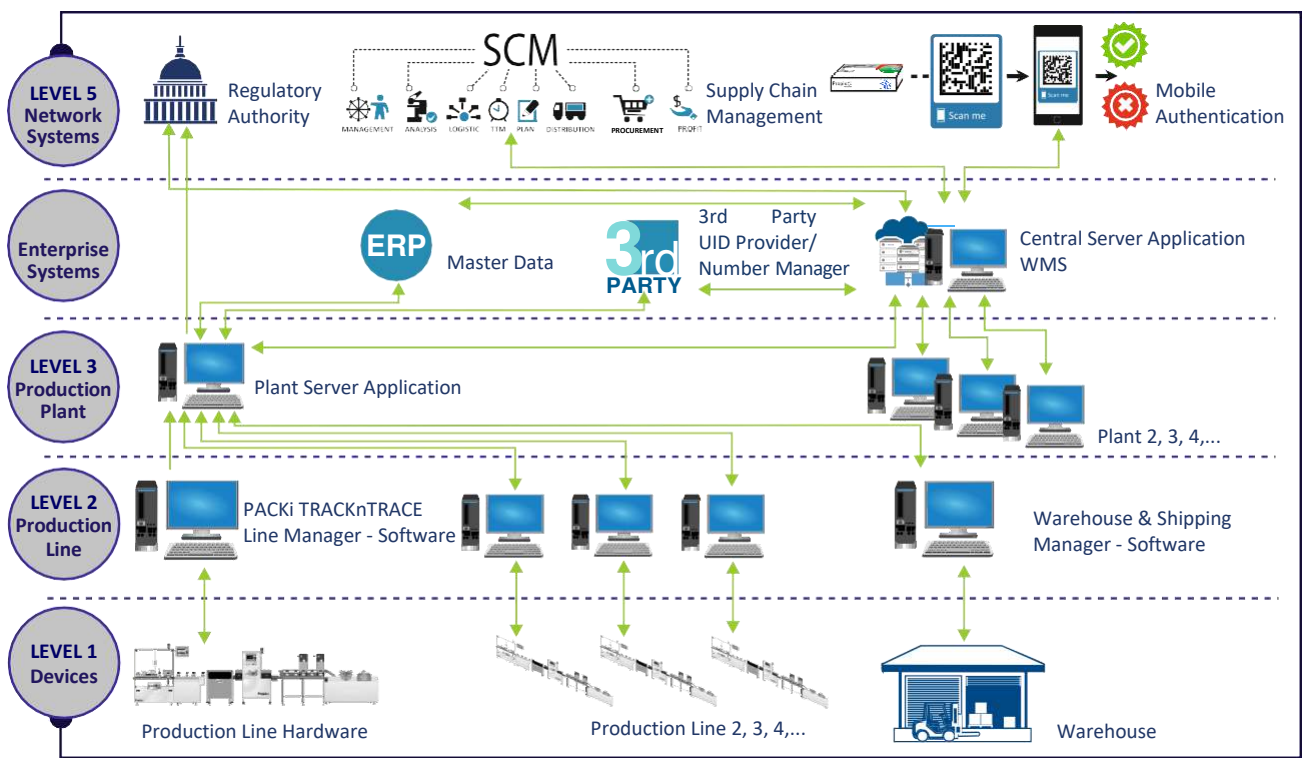 LEVEL 5
Network
Systems
Regulatory
Authority
SCM
MANAGEMENT
ANALYSIS
LOGISTIC
TTM
PLAN
DISTRIBUTION
PROCUREMENT
PROFIT
Supply Chain
Management
Scan me
Scan me
Mobile
Authentication
Enterprise
Systems
ERP
Master Data
3rd
PARTY
3rd Party
UID Provider/
Number Manager
Central Server Application
WMS
LEVEL 3
Production
Plant
Plant Server Application
Plant 2, 3, 4,...
LEVEL 2
Production
Line
PACKi TRACKnTRACE
Line Manager - Software
Warehouse & Shipping
Manager - Software
LEVEL 1
Devices
Production Line Hardware
Production Line 2, 3, 4,...
Warehouse